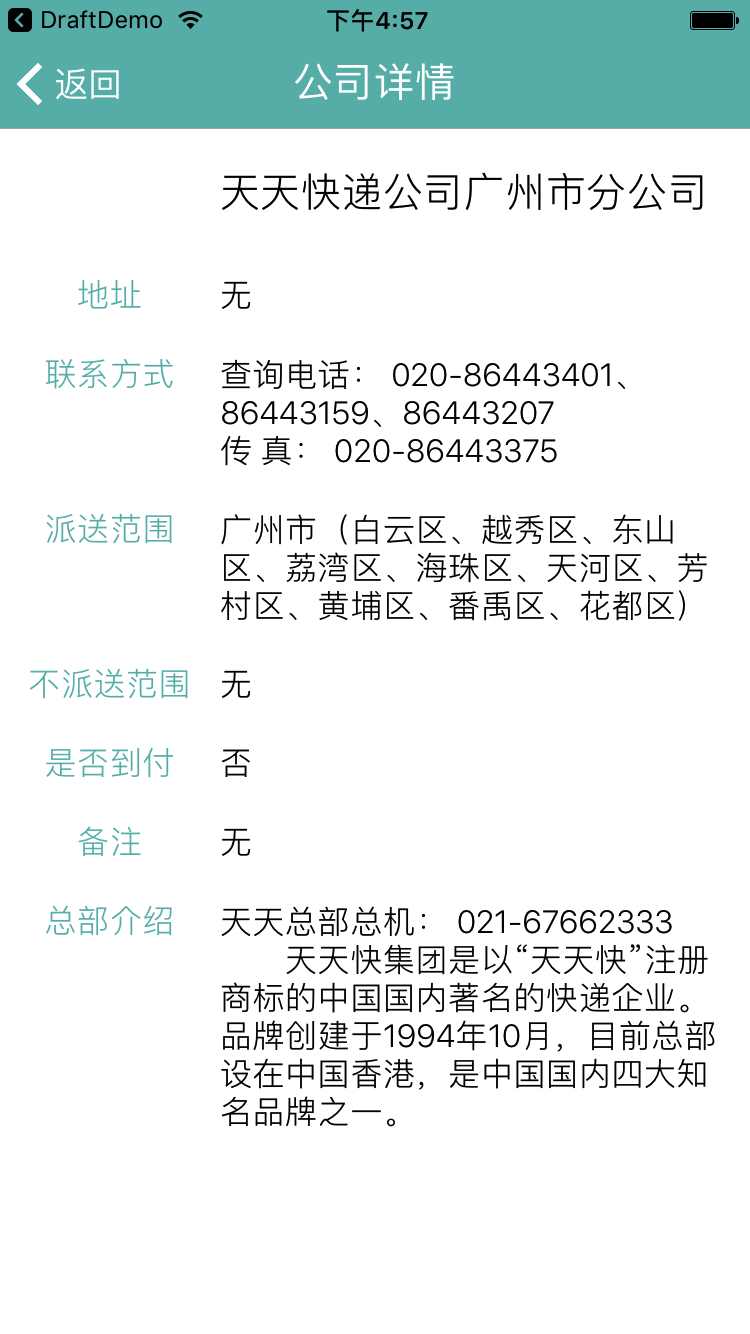 DraftDemo 下午4:57
返回 公司详情
天天快递公司广州市分公司
地址 无
联系方式 查询电话： 020-86443401、
86443159、86443207
传 真： 020-86443375
派送范围 广州市（白云区、越秀区、东山
区、荔湾区、海珠区、天河区、芳
村区、黄埔区、番禹区、花都区）
不派送范围 无
是否到付 否
备注 无
总部介绍 天天总部总机： 021-67662333
天天快集团是以“天天快”注册
商标的中国国内著名的快递企业。
品牌创建于1994年10月，目前总部
设在中国香港，是中国国内四大知
名品牌之一。